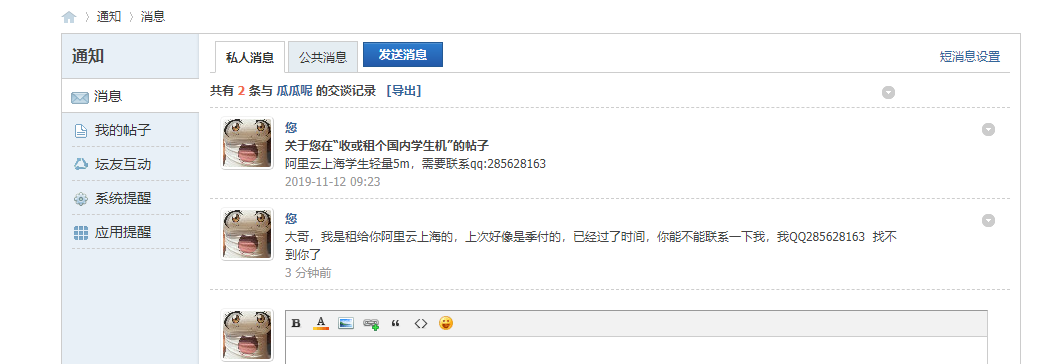 通知 消息
通知
私人消息 公共消息 发送消息 短消息设置
共有 2 条与 瓜瓜呢 的交谈记录 [导出]
消息
我的帖子
坛友互动
系统提醒
应用提醒
您
关于您在“收或租个国内学生机”的帖子
阿里云上海学生轻量5m，需要联系qq:285628163
2019-11-12 09:23
您
大哥，我是租给你阿里云上海的，上次好像是季付的，已经过了时间，你能不能联系一下我，我QQ285628163 找不
到你了
3 分钟前
B A “ <>